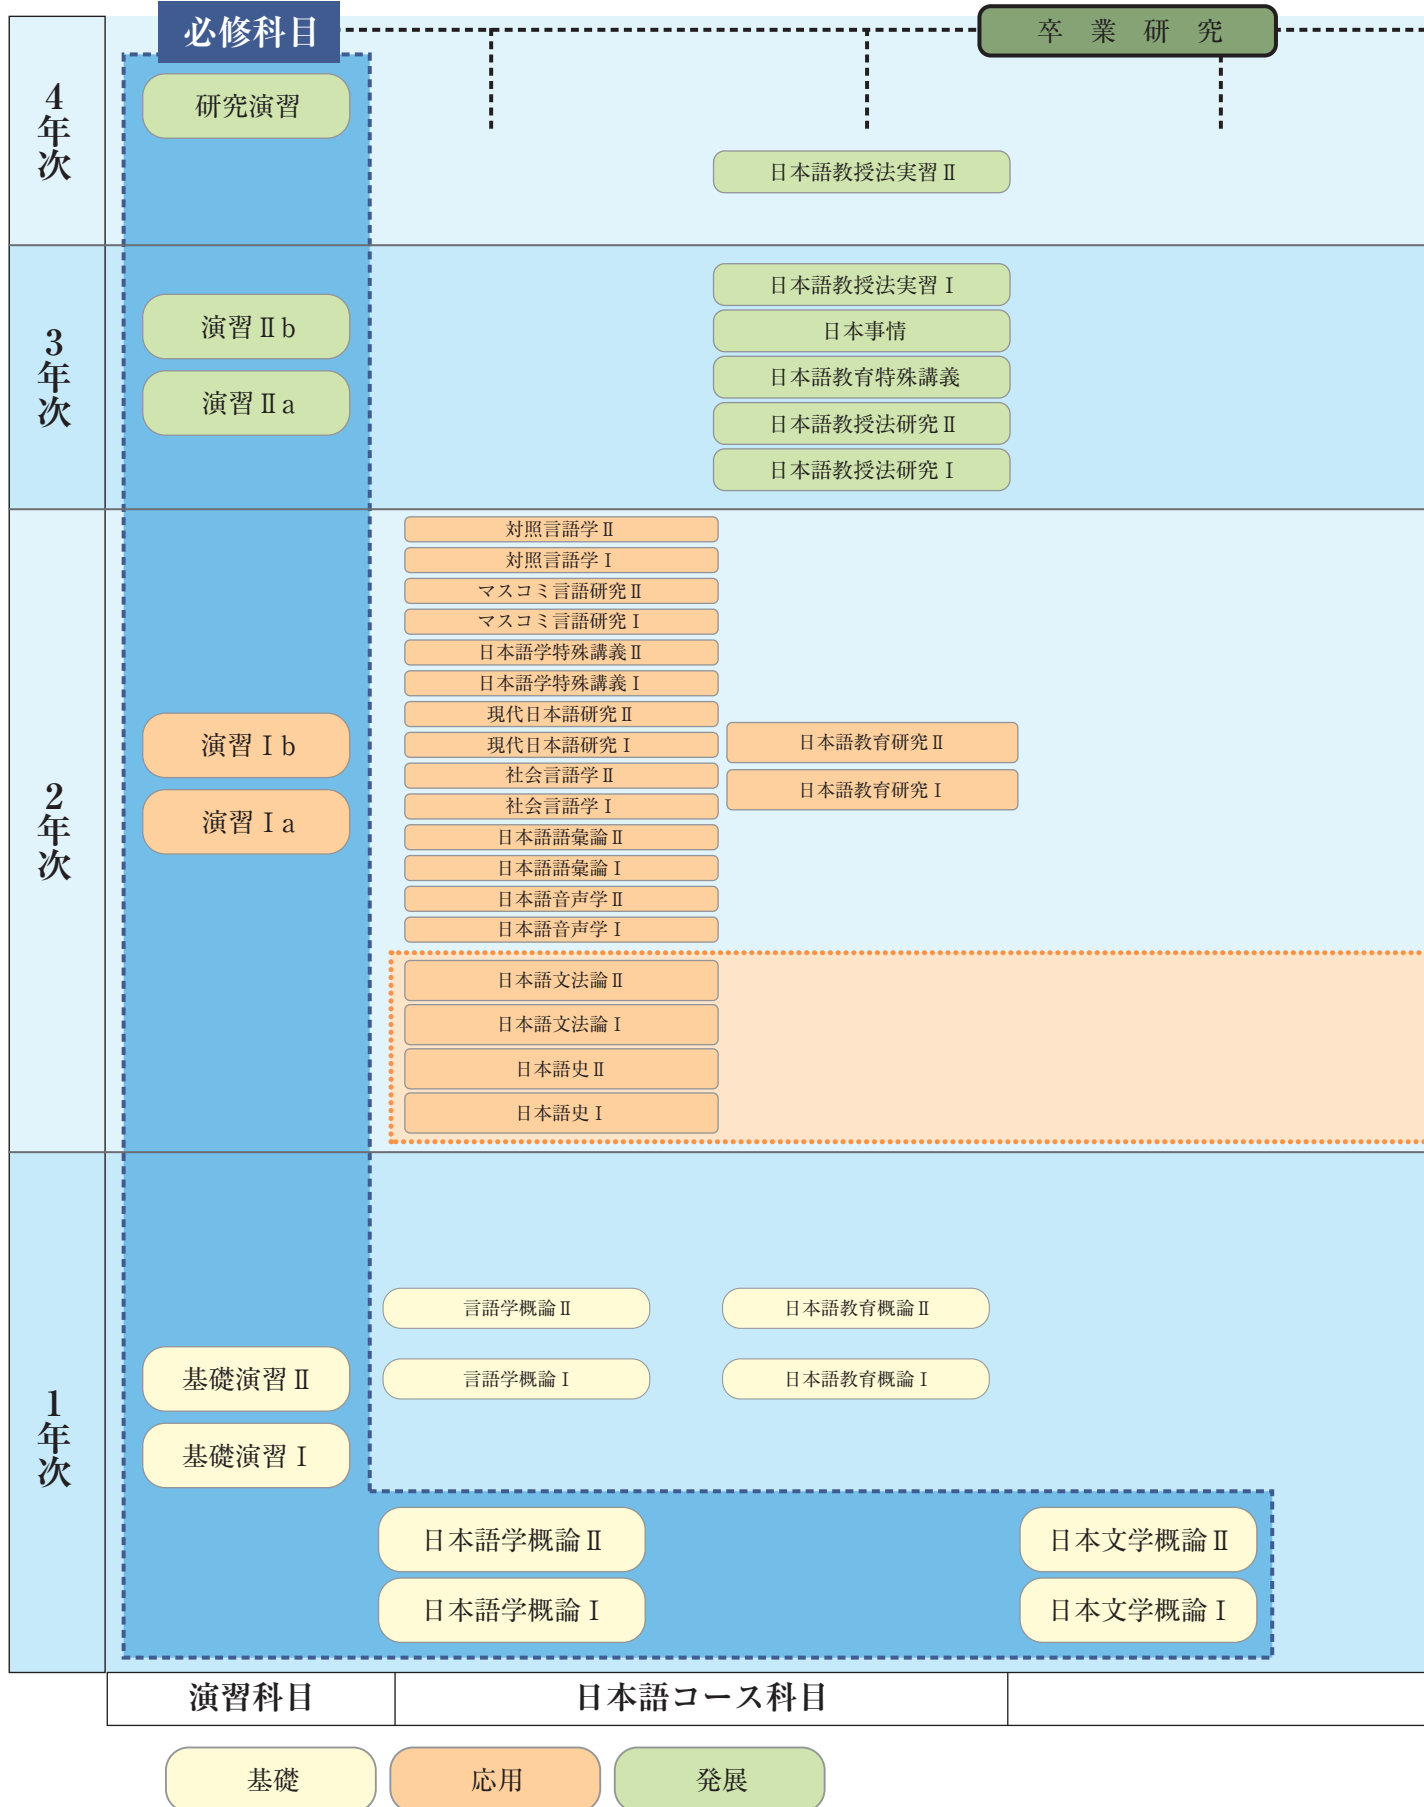 必修科目
卒業研究
4年次
研究演習
日本語教授法実習Ⅱ
3年次
演習Ⅱb
演習Ⅱa
日本語教授法実習Ⅰ
日本事情
日本語教育特殊講義
日本語教授法研究Ⅱ
日本語教授法研究Ⅰ
2年次
演習Ⅰb
演習Ⅰa
対照言語学Ⅱ
対照言語学Ⅰ
マスコミ言語研究Ⅱ
マスコミ言語研究Ⅰ
日本語学特殊講義Ⅱ
日本語学特殊講義Ⅰ
現代日本語研究Ⅱ
現代日本語研究Ⅰ
社会言語学Ⅱ
社会言語学Ⅰ
日本語語彙論Ⅱ
日本語語彙論Ⅰ
日本語音声学Ⅱ
日本語音声学Ⅰ
日本語文法論Ⅱ
日本語文法論Ⅰ
日本語史Ⅱ
日本語史Ⅰ
日本語教育研究Ⅱ
日本語教育研究Ⅰ
1年次
基礎演習Ⅱ
基礎演習Ⅰ
言語学概論Ⅱ
言語学概論Ⅰ
日本語教育概論Ⅱ
日本語教育概論Ⅰ
日本語学概論Ⅱ
日本語学概論Ⅰ
日本文学概論Ⅱ
日本文学概論Ⅰ
演習科目
日本語コース科目
基礎
応用
発展